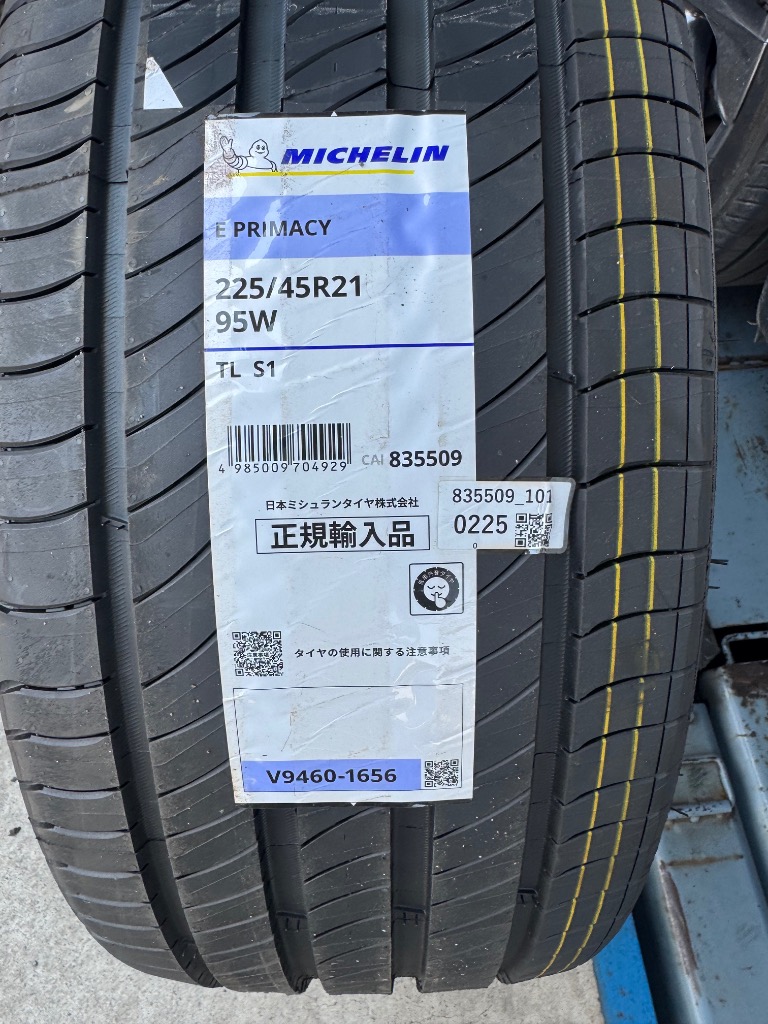 MICHELIN
E PRIMACY
225/45R21
95W
TL S1
4 985009 704929
CAI 835509
日本ミシュランタイヤ株式会社
正規輸入品
835509_101
0225
0
タイヤの使用に関する注意事項
V9460-1656